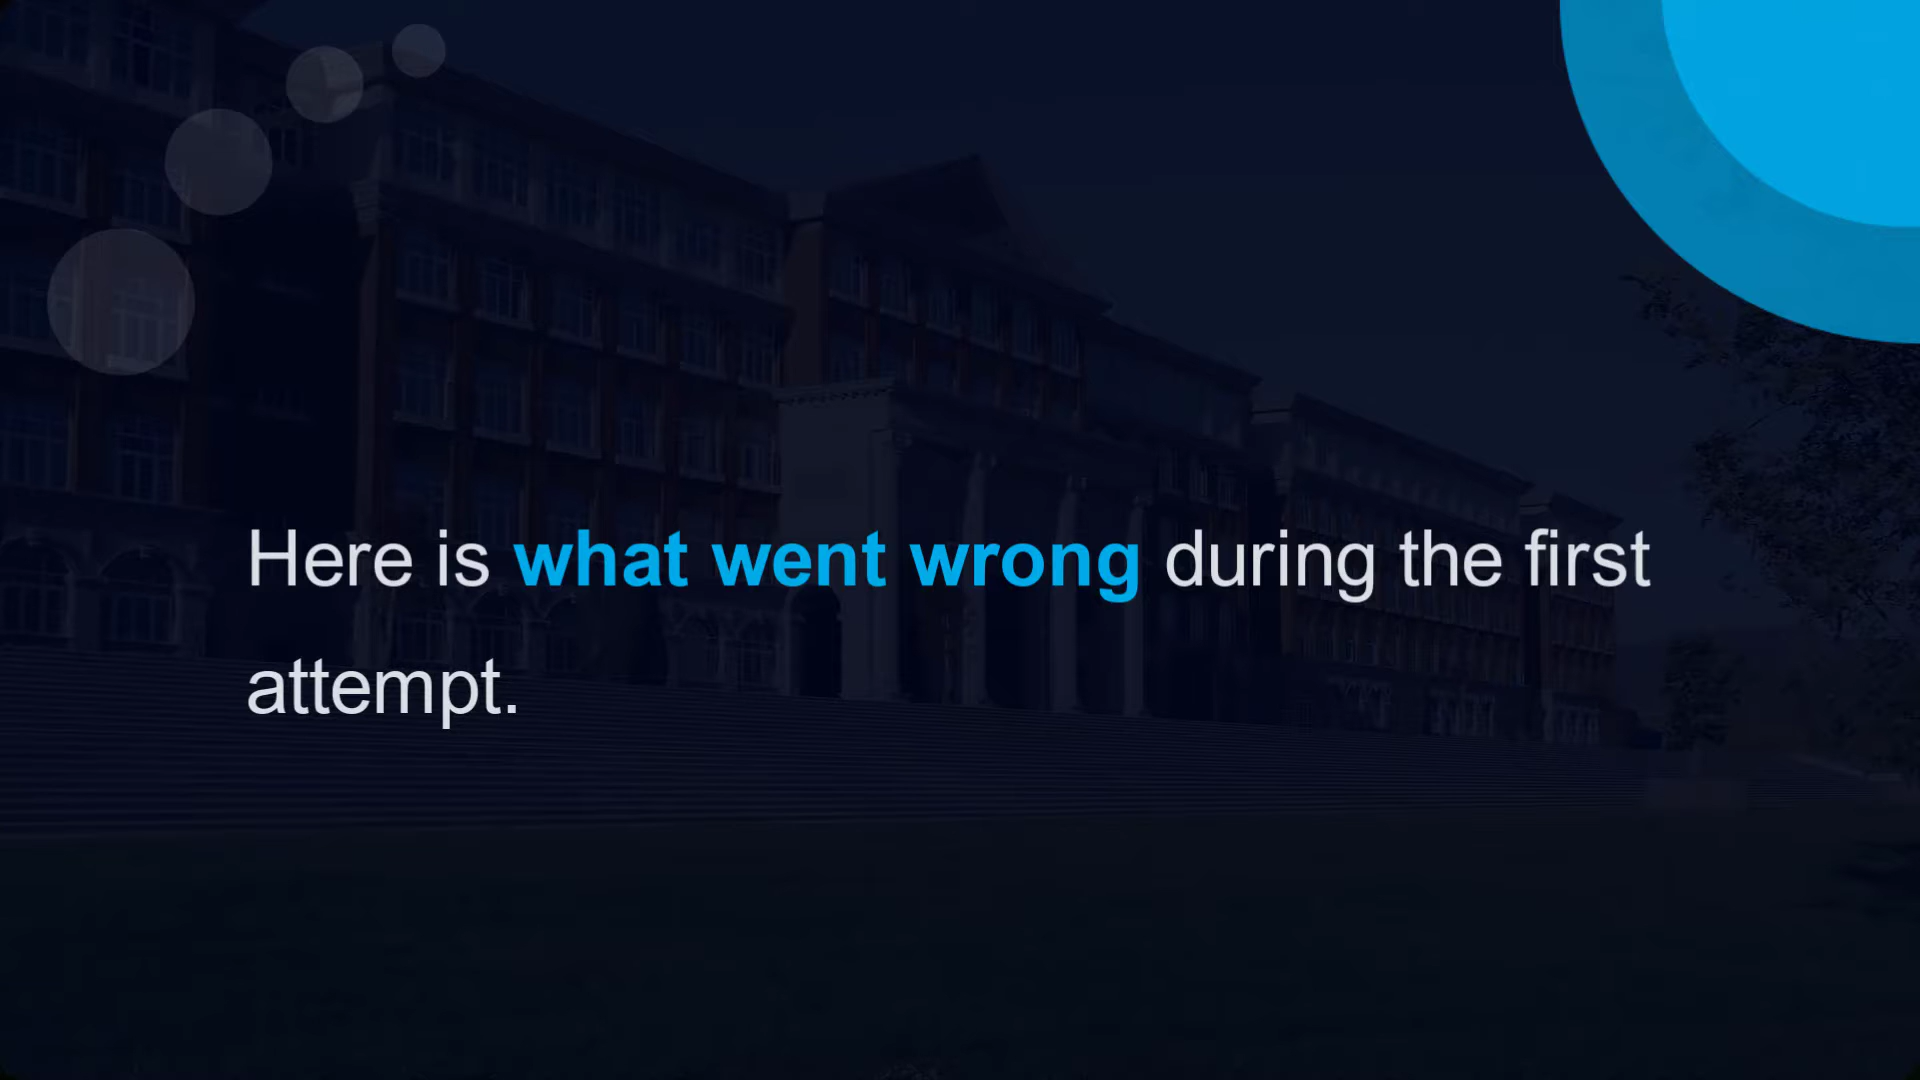 Here is what went wrong during the first
attempt.